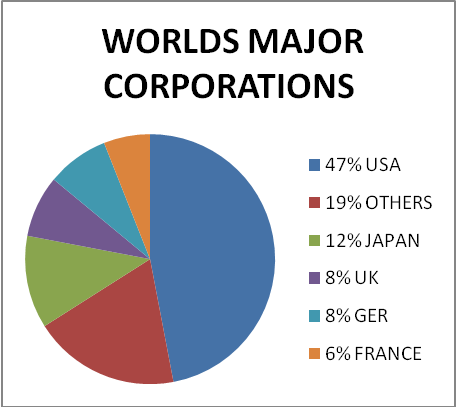 WORLDS MAJOR
CORPORATIONS
47% USA
19% OTHERS
12% JAPAN
8% UK
8% GER
6% FRANCE